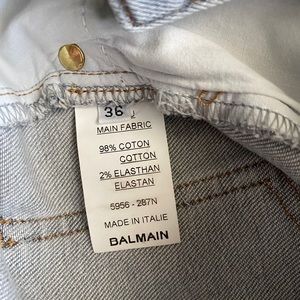 36 J
MAIN FABRIC
98% COTON
COTTON
2% ELASTHAN
ELASTAN
5956 - 287N
MADE IN ITALIE
BALMAIN